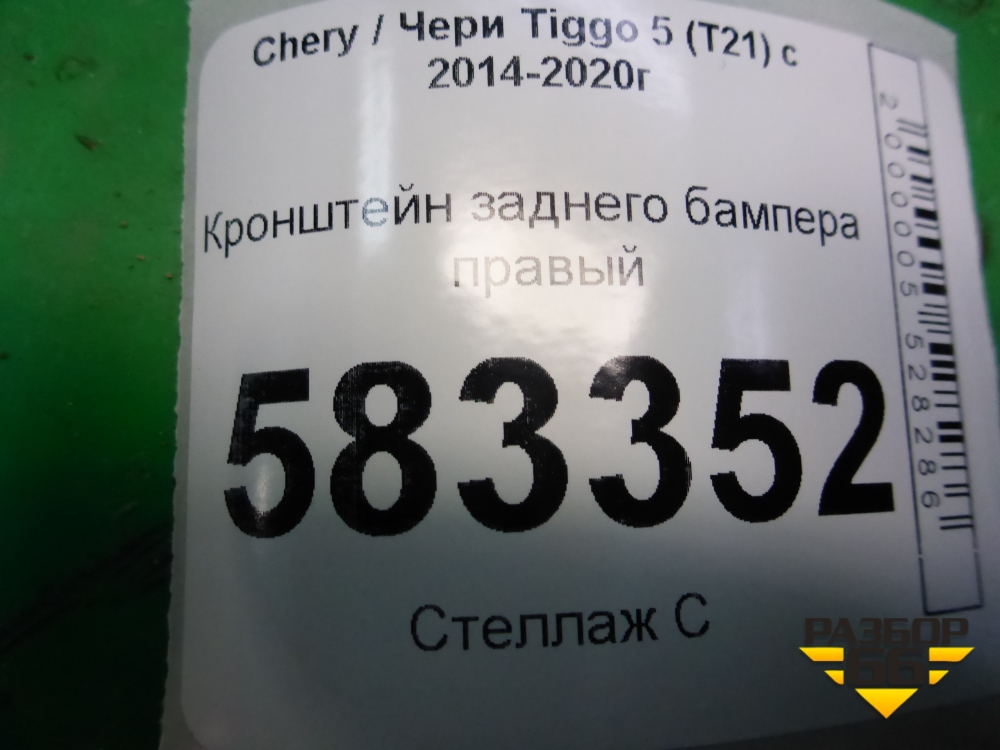 Chery / Чери Tiggo 5 (T21) с
2014-2020г
Кронштейн заднего бампера
правый
583352
Стеллаж С
2000005528286
РАЗБОР
66